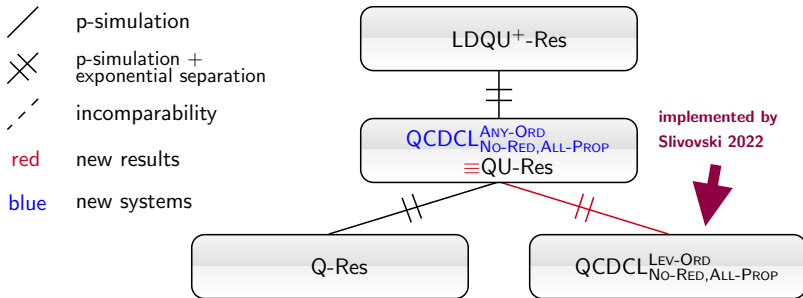 p-simulation
p-simulation +
exponential separation
incomparability
red new results
blue new systems
LDQU⁺-Res
QCDCL^ANY-ORD_NO-RED,ALL-PROP
≡QU-Res
implemented by
Slivovski 2022
Q-Res
QCDCL^LEV-ORD_NO-RED,ALL-PROP